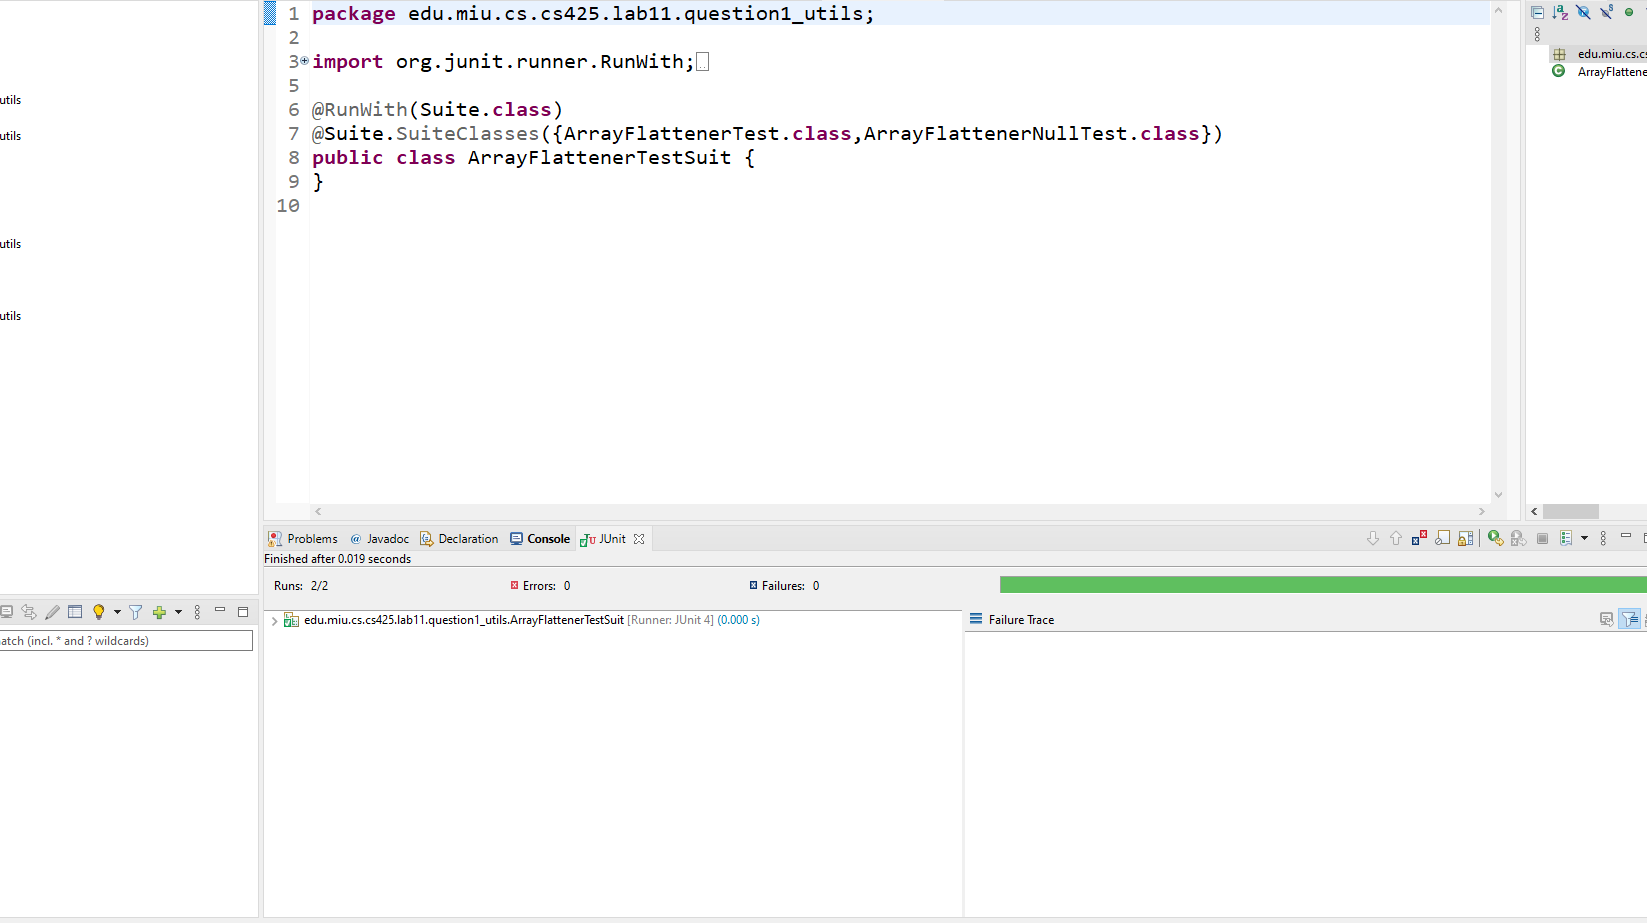 1 package edu.miu.cs.cs425.lab11.question1_utils;
2
3 import org.junit.runner.RunWith;
5
6 @RunWith(Suite.class)
7 @Suite.SuiteClasses({ArrayFlattenerTest.class,ArrayFlattenerNullTest.class})
8 public class ArrayFlattenerTestSuit {
9 }
10
utils
utils
utils
utils
edu.miu.cs.cs
ArrayFlattene
Problems @ Javadoc Declaration Console JUnit
Finished after 0.019 seconds
Runs: 2/2 Errors: 0 Failures: 0
edu.miu.cs.cs425.lab11.question1_utils.ArrayFlattenerTestSuit [Runner: JUnit 4] (0.000 s)
Failure Trace
atch (incl. * and ? wildcards)